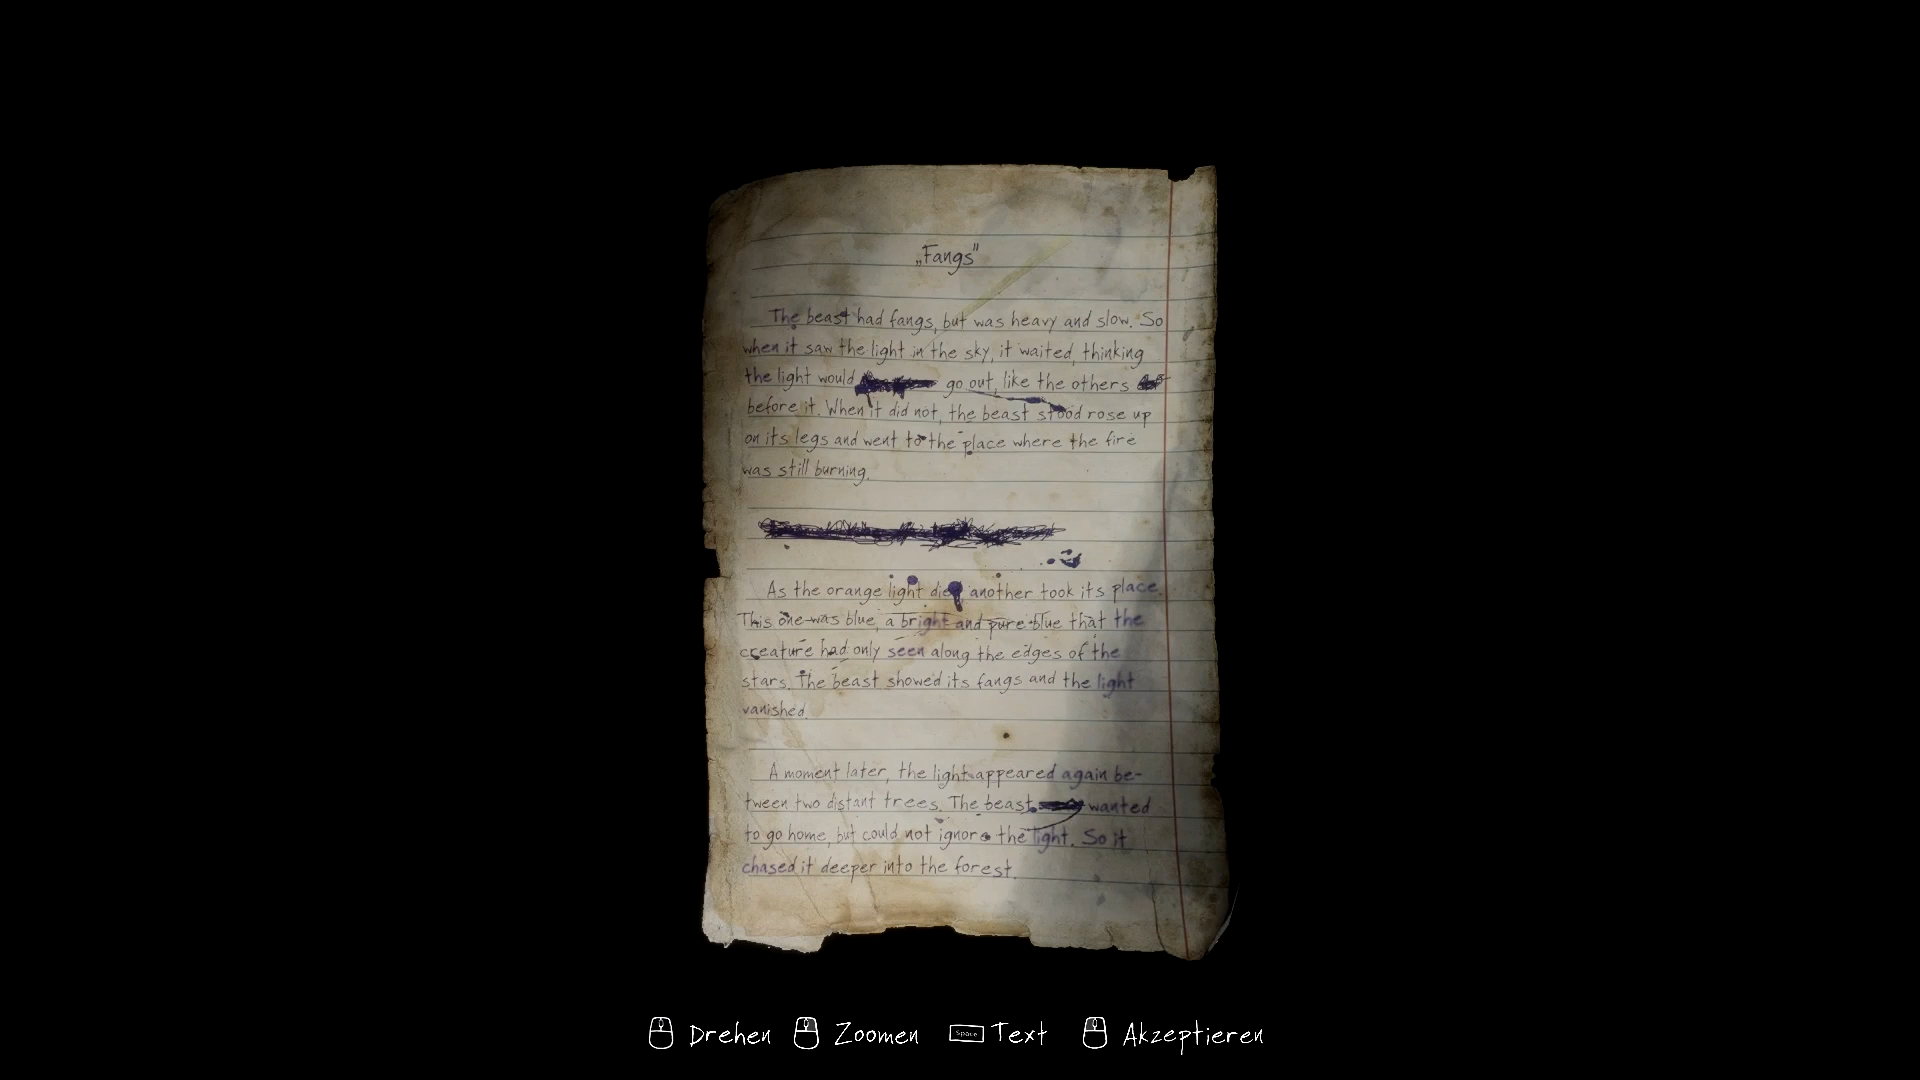 „Fangs"
The beast had fangs, but was heavy and slow. So
when it saw the light in the sky, it waited, thinking
the light would go out, like the others
before it. When it did not, the beast stood rose up
on its legs and went to the place where the fire
was still burning.
As the orange light died another took its place.
This one was blue, a bright and pure blue that the
creature had only seen along the edges of the
stars. The beast showed its fangs and the light
vanished.
A moment later, the light appeared again be-
tween two distant trees. The beast wanted
to go home, but could not ignore the light. So it
chased it deeper into the forest.
Drehen Zoomen Space Text Akzeptieren